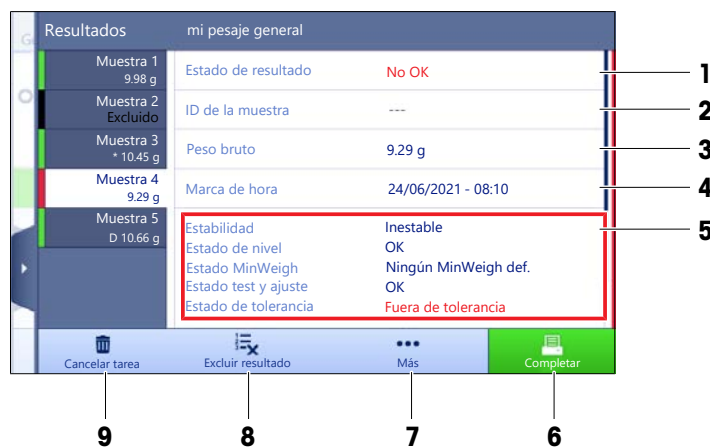 Resultados
mi pesaje general
Muestra 1
9.98 g
Muestra 2
Excluido
Muestra 3
* 10.45 g
Muestra 4
9.29 g
Muestra 5
D 10.66 g
Estado de resultado No OK
ID de la muestra ---
Peso bruto 9.29 g
Marca de hora 24/06/2021 - 08:10
Estabilidad Inestable
Estado de nivel OK
Estado MinWeigh Ningún MinWeigh def.
Estado test y ajuste OK
Estado de tolerancia Fuera de tolerancia
1
2
3
4
5
Cancelar tarea
Excluir resultado
Más
Completar
9
8
7
6